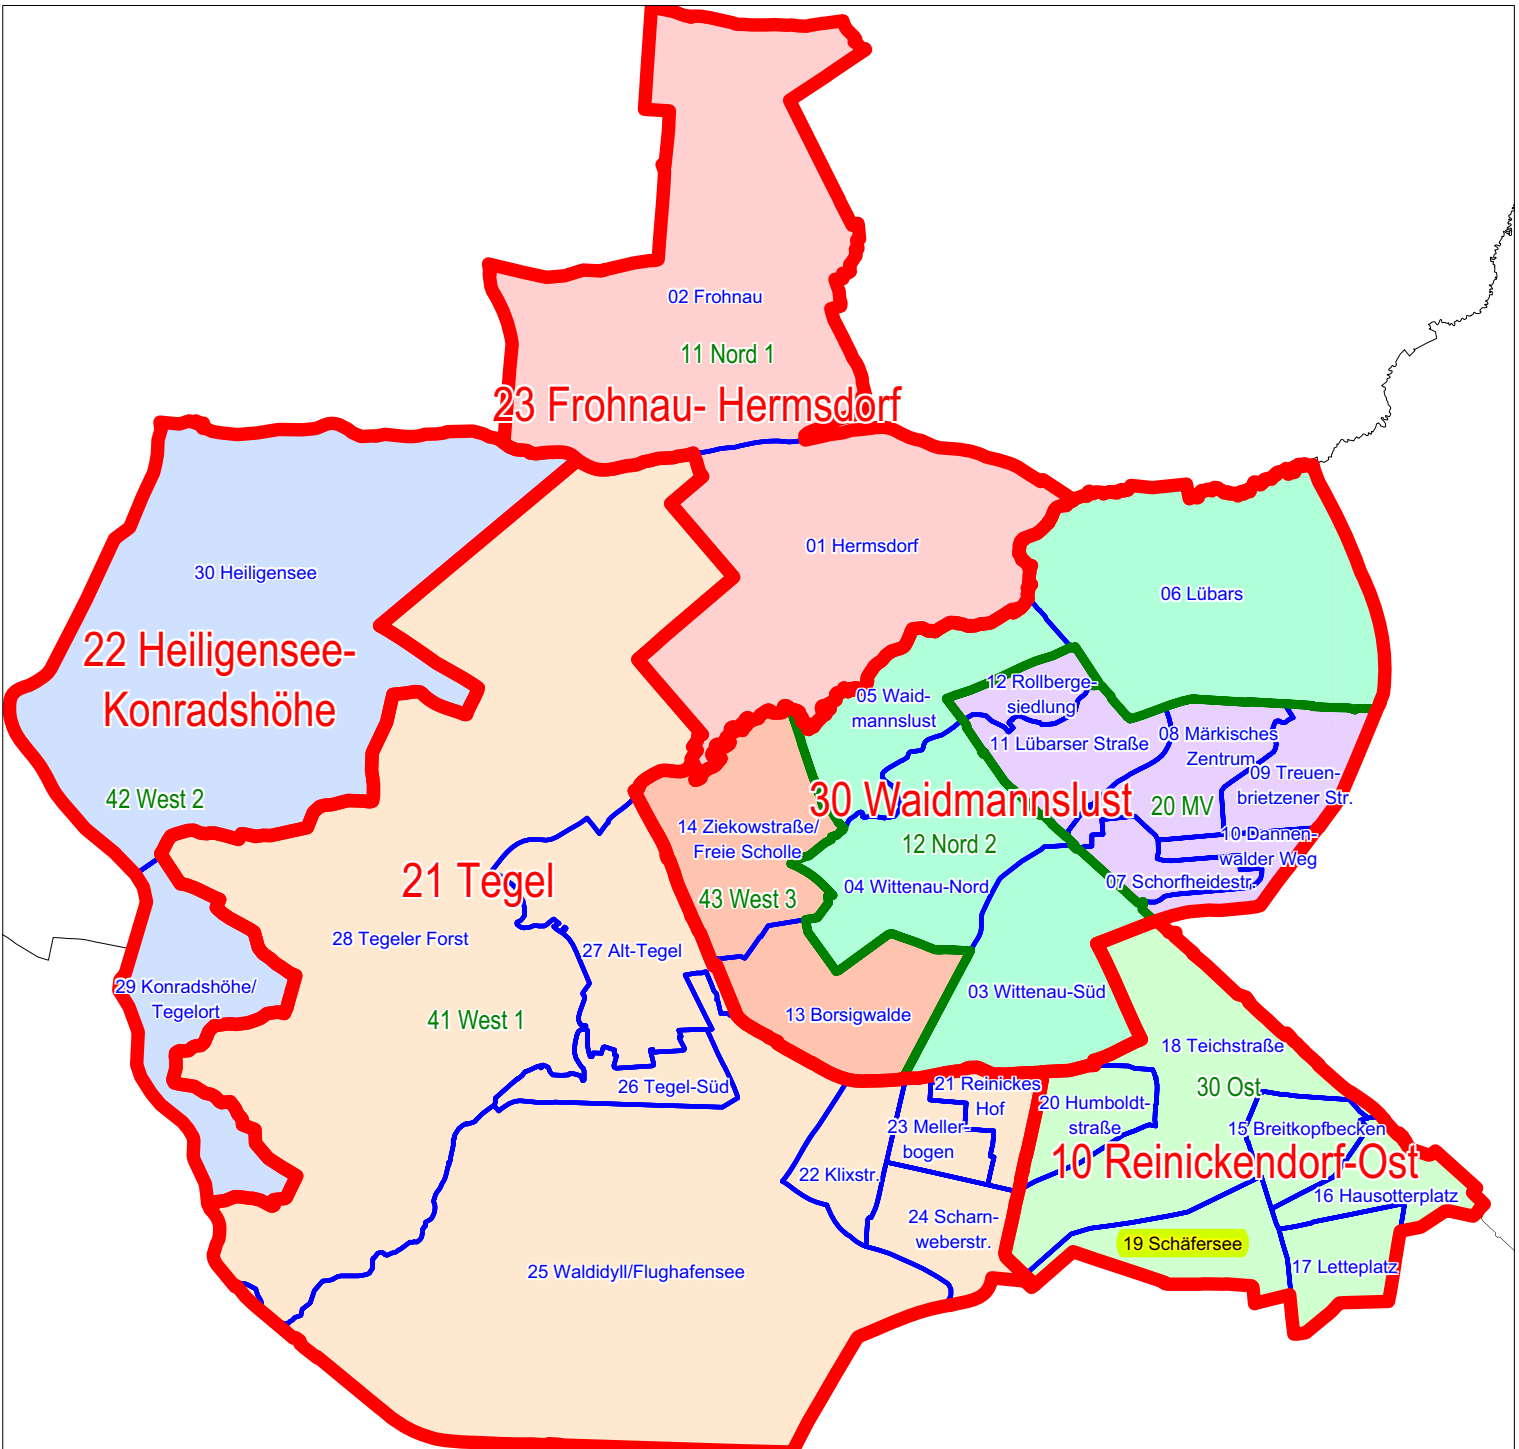 02 Frohnau
11 Nord 1
23 Frohnau- Hermsdorf
01 Hermsdorf
30 Heiligensee
06 Lübars
22 Heiligensee-
Konradshöhe
12 Rollberge-
siedlung
05 Waid-
mannslust
11 Lübarser Straße
08 Märkisches
Zentrum
09 Treuen-
brietzener Str.
42 West 2
30 Waidmannslust
20 MV
14 Ziekowstraße/
Freie Scholle
12 Nord 2
10 Dannen-
walder Weg
21 Tegel
07 Schorfheidestr.
04 Wittenau-Nord
43 West 3
28 Tegeler Forst
27 Alt-Tegel
29 Konradshöhe/
Tegelort
03 Wittenau-Süd
41 West 1
13 Borsigwalde
18 Teichstraße
26 Tegel-Süd
21 Reinickes
Hof
30 Ost
20 Humboldt-
straße
23 Meller-
bogen
15 Breitkopfbecken
10 Reinickendorf-Ost
22 Klixstr.
16 Hausotterplatz
24 Scharn-
weberstr.
19 Schäfersee
25 Waldidyll/Flughafensee
17 Letteplatz